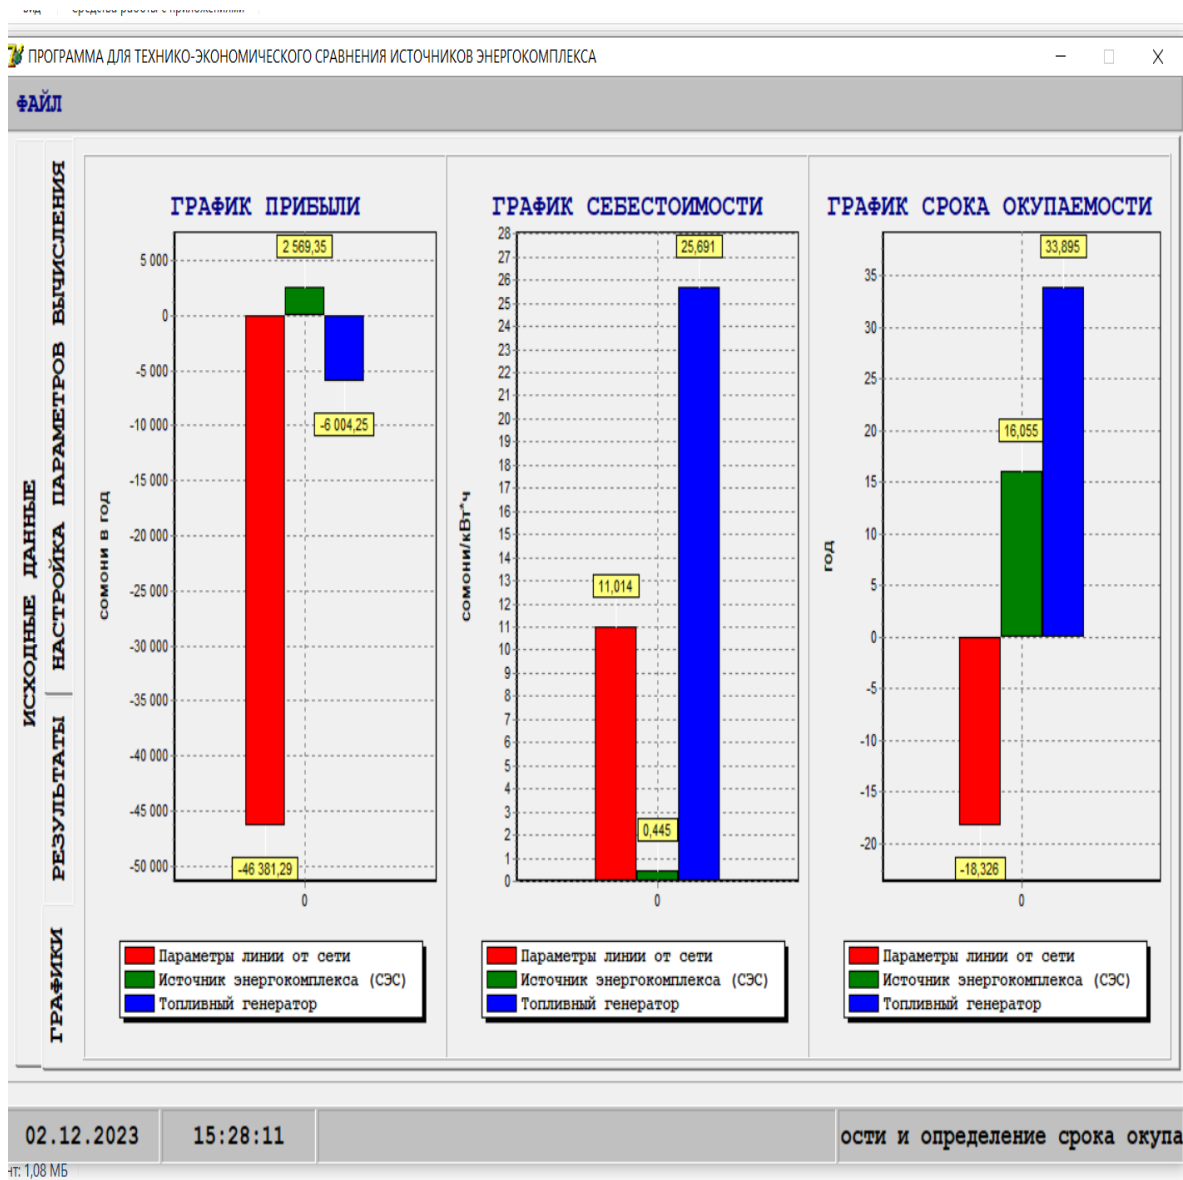 ПРОГРАММА ДЛЯ ТЕХНИКО-ЭКОНОМИЧЕСКОГО СРАВНЕНИЯ ИСТОЧНИКОВ ЭНЕРГОКОМПЛЕКСА
ФАЙЛ
ИСХОДНЫЕ ДАННЫЕ
НАСТРОЙКА ПАРАМЕТРОВ ВЫЧИСЛЕНИЯ
РЕЗУЛЬТАТЫ
ГРАФИКИ
ГРАФИК ПРИБЫЛИ
2 569,35
5 000
0
-5 000
-6 004,25
-10 000
-15 000
-20 000
-25 000
-30 000
-35 000
-40 000
-45 000
-50 000
-46 381,29
0
сомони в год
Параметры линии от сети
Источник энергокомплекса (СЭС)
Топливный генератор
ГРАФИК СЕБЕСТОИМОСТИ
28
27
26
25
24
23
22
21
20
19
18
17
16
15
14
13
12
11
10
9
8
7
6
5
4
3
2
1
0
25,691
11,014
0,445
0
сомони/кВт*ч
Параметры линии от сети
Источник энергокомплекса (СЭС)
Топливный генератор
ГРАФИК СРОКА ОКУПАЕМОСТИ
33,895
35
30
25
20
16,055
15
10
5
0
-5
-10
-15
-20
-18,326
0
год
Параметры линии от сети
Источник энергокомплекса (СЭС)
Топливный генератор
02.12.2023
15:28:11
ости и определение срока окупа
нт: 1,08 МБ